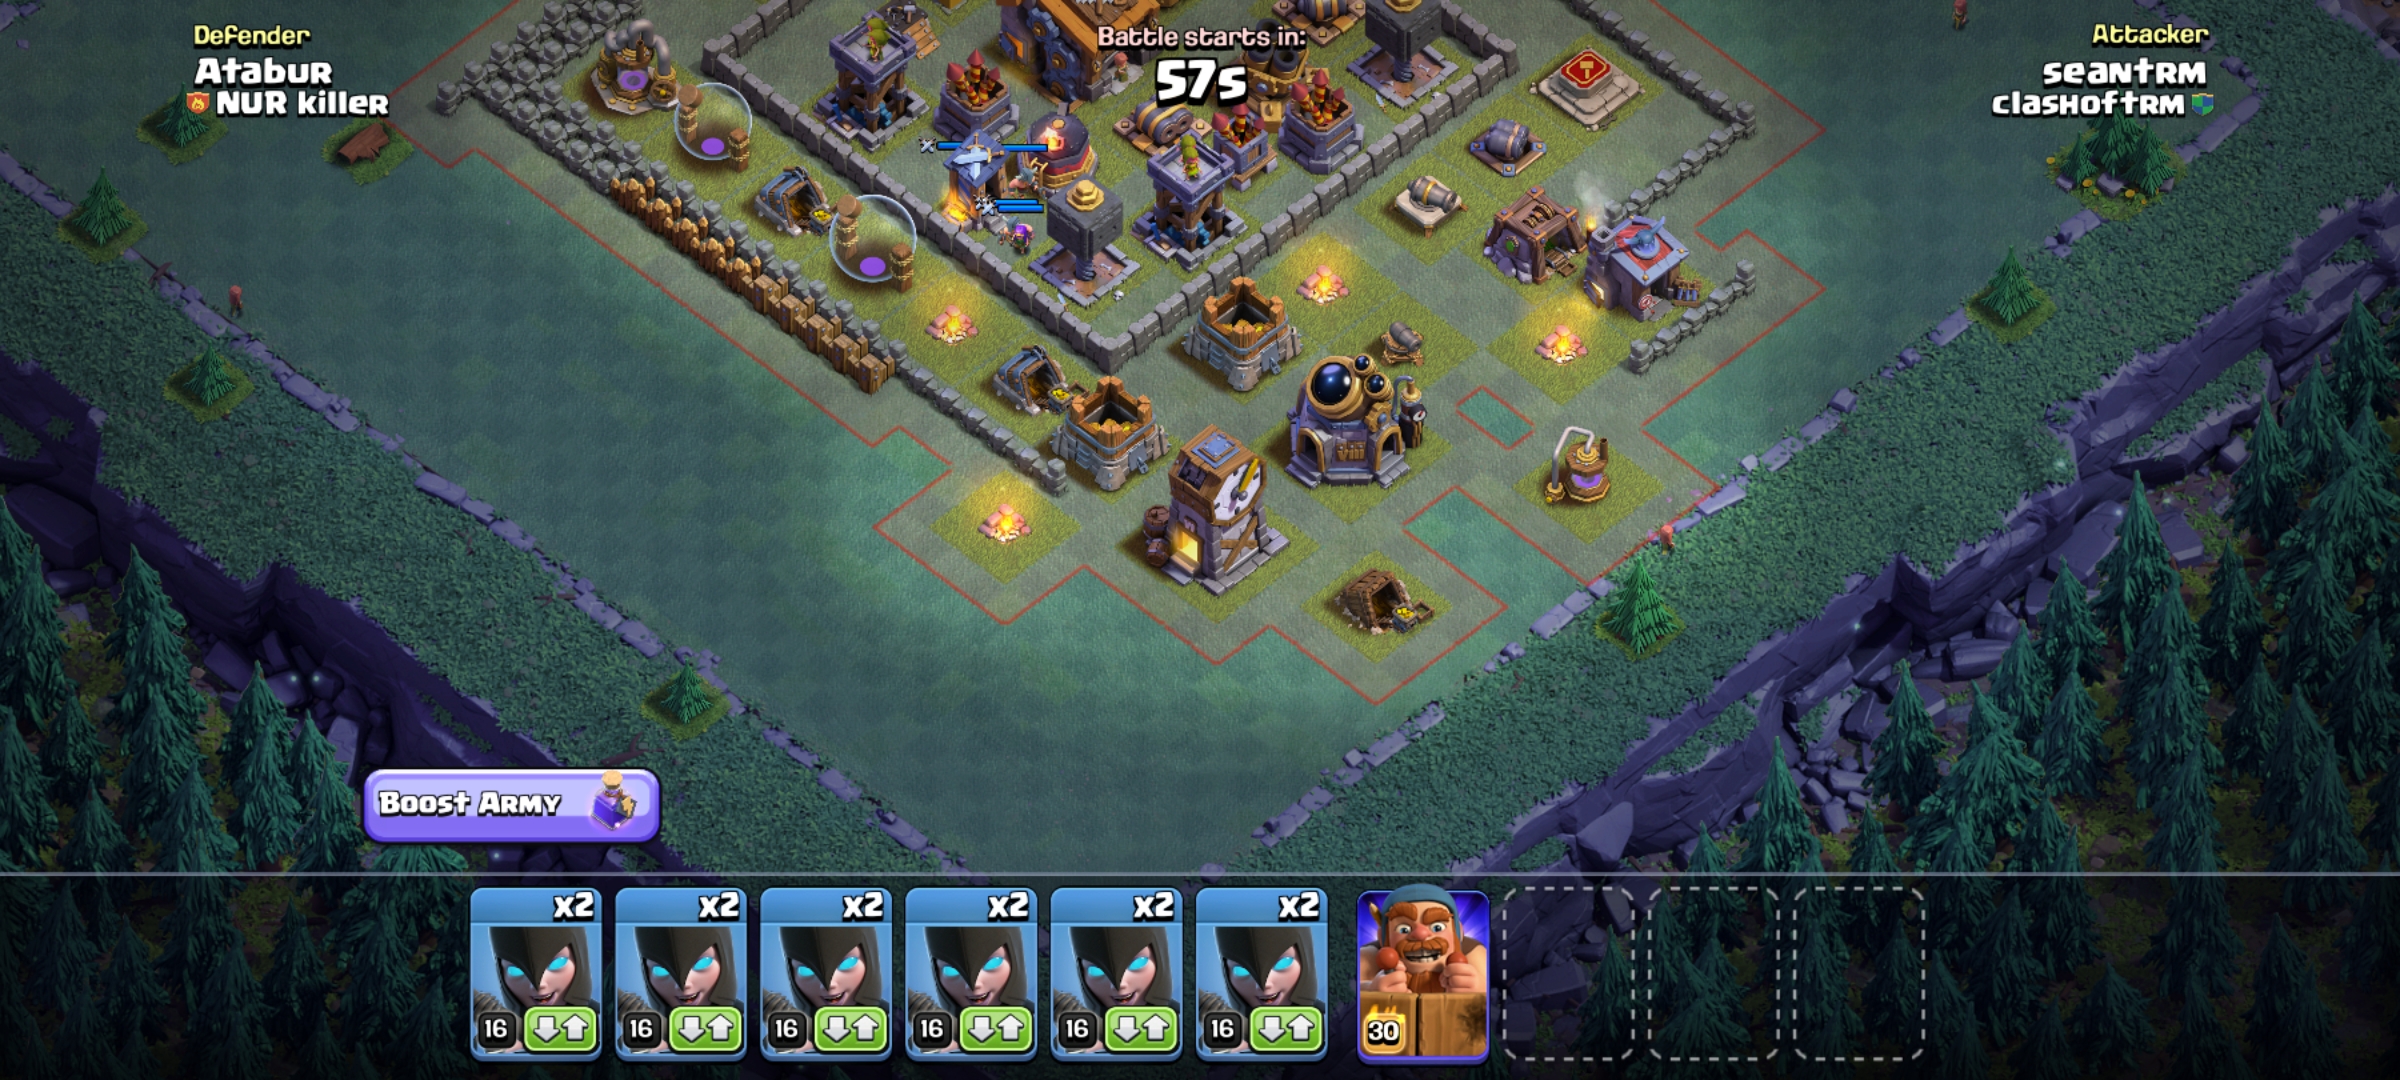 Defender
Atabur
NUR killer
Battle starts in:
57s
Attacker
seantRM
clashoftRM
VIII
Boost Army
x2
x2
x2
x2
x2
x2
16
16
16
16
16
16
30